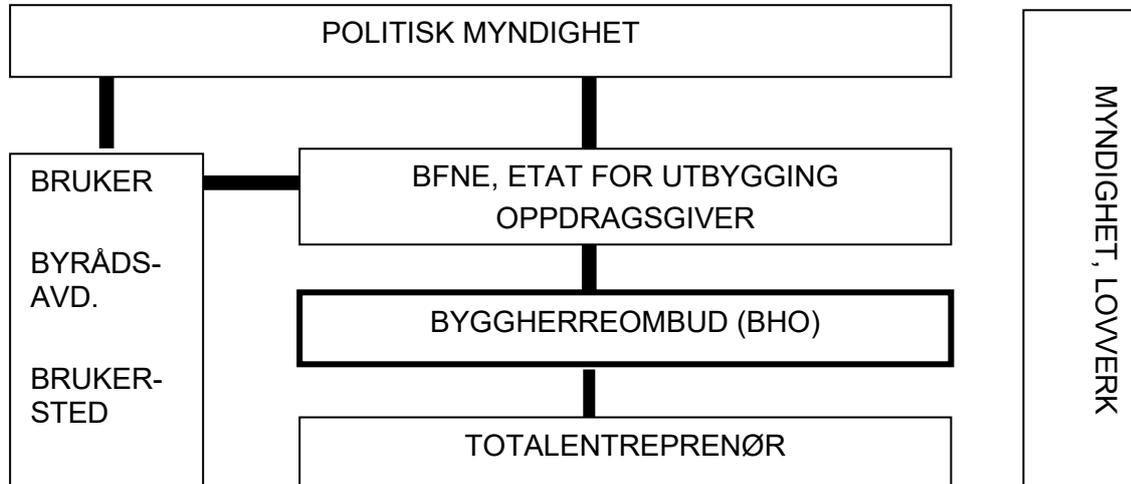 POLITISK MYNDIGHET
BRUKER
BYRÅDS-
AVD.
BRUKER-
STED
BFNE, ETAT FOR UTBYGGING
OPPDRAGSGIVER
BYGGHERREOMBUD (BHO)
TOTALENTREPRENØR
MYNDIGHET, LOVVERK